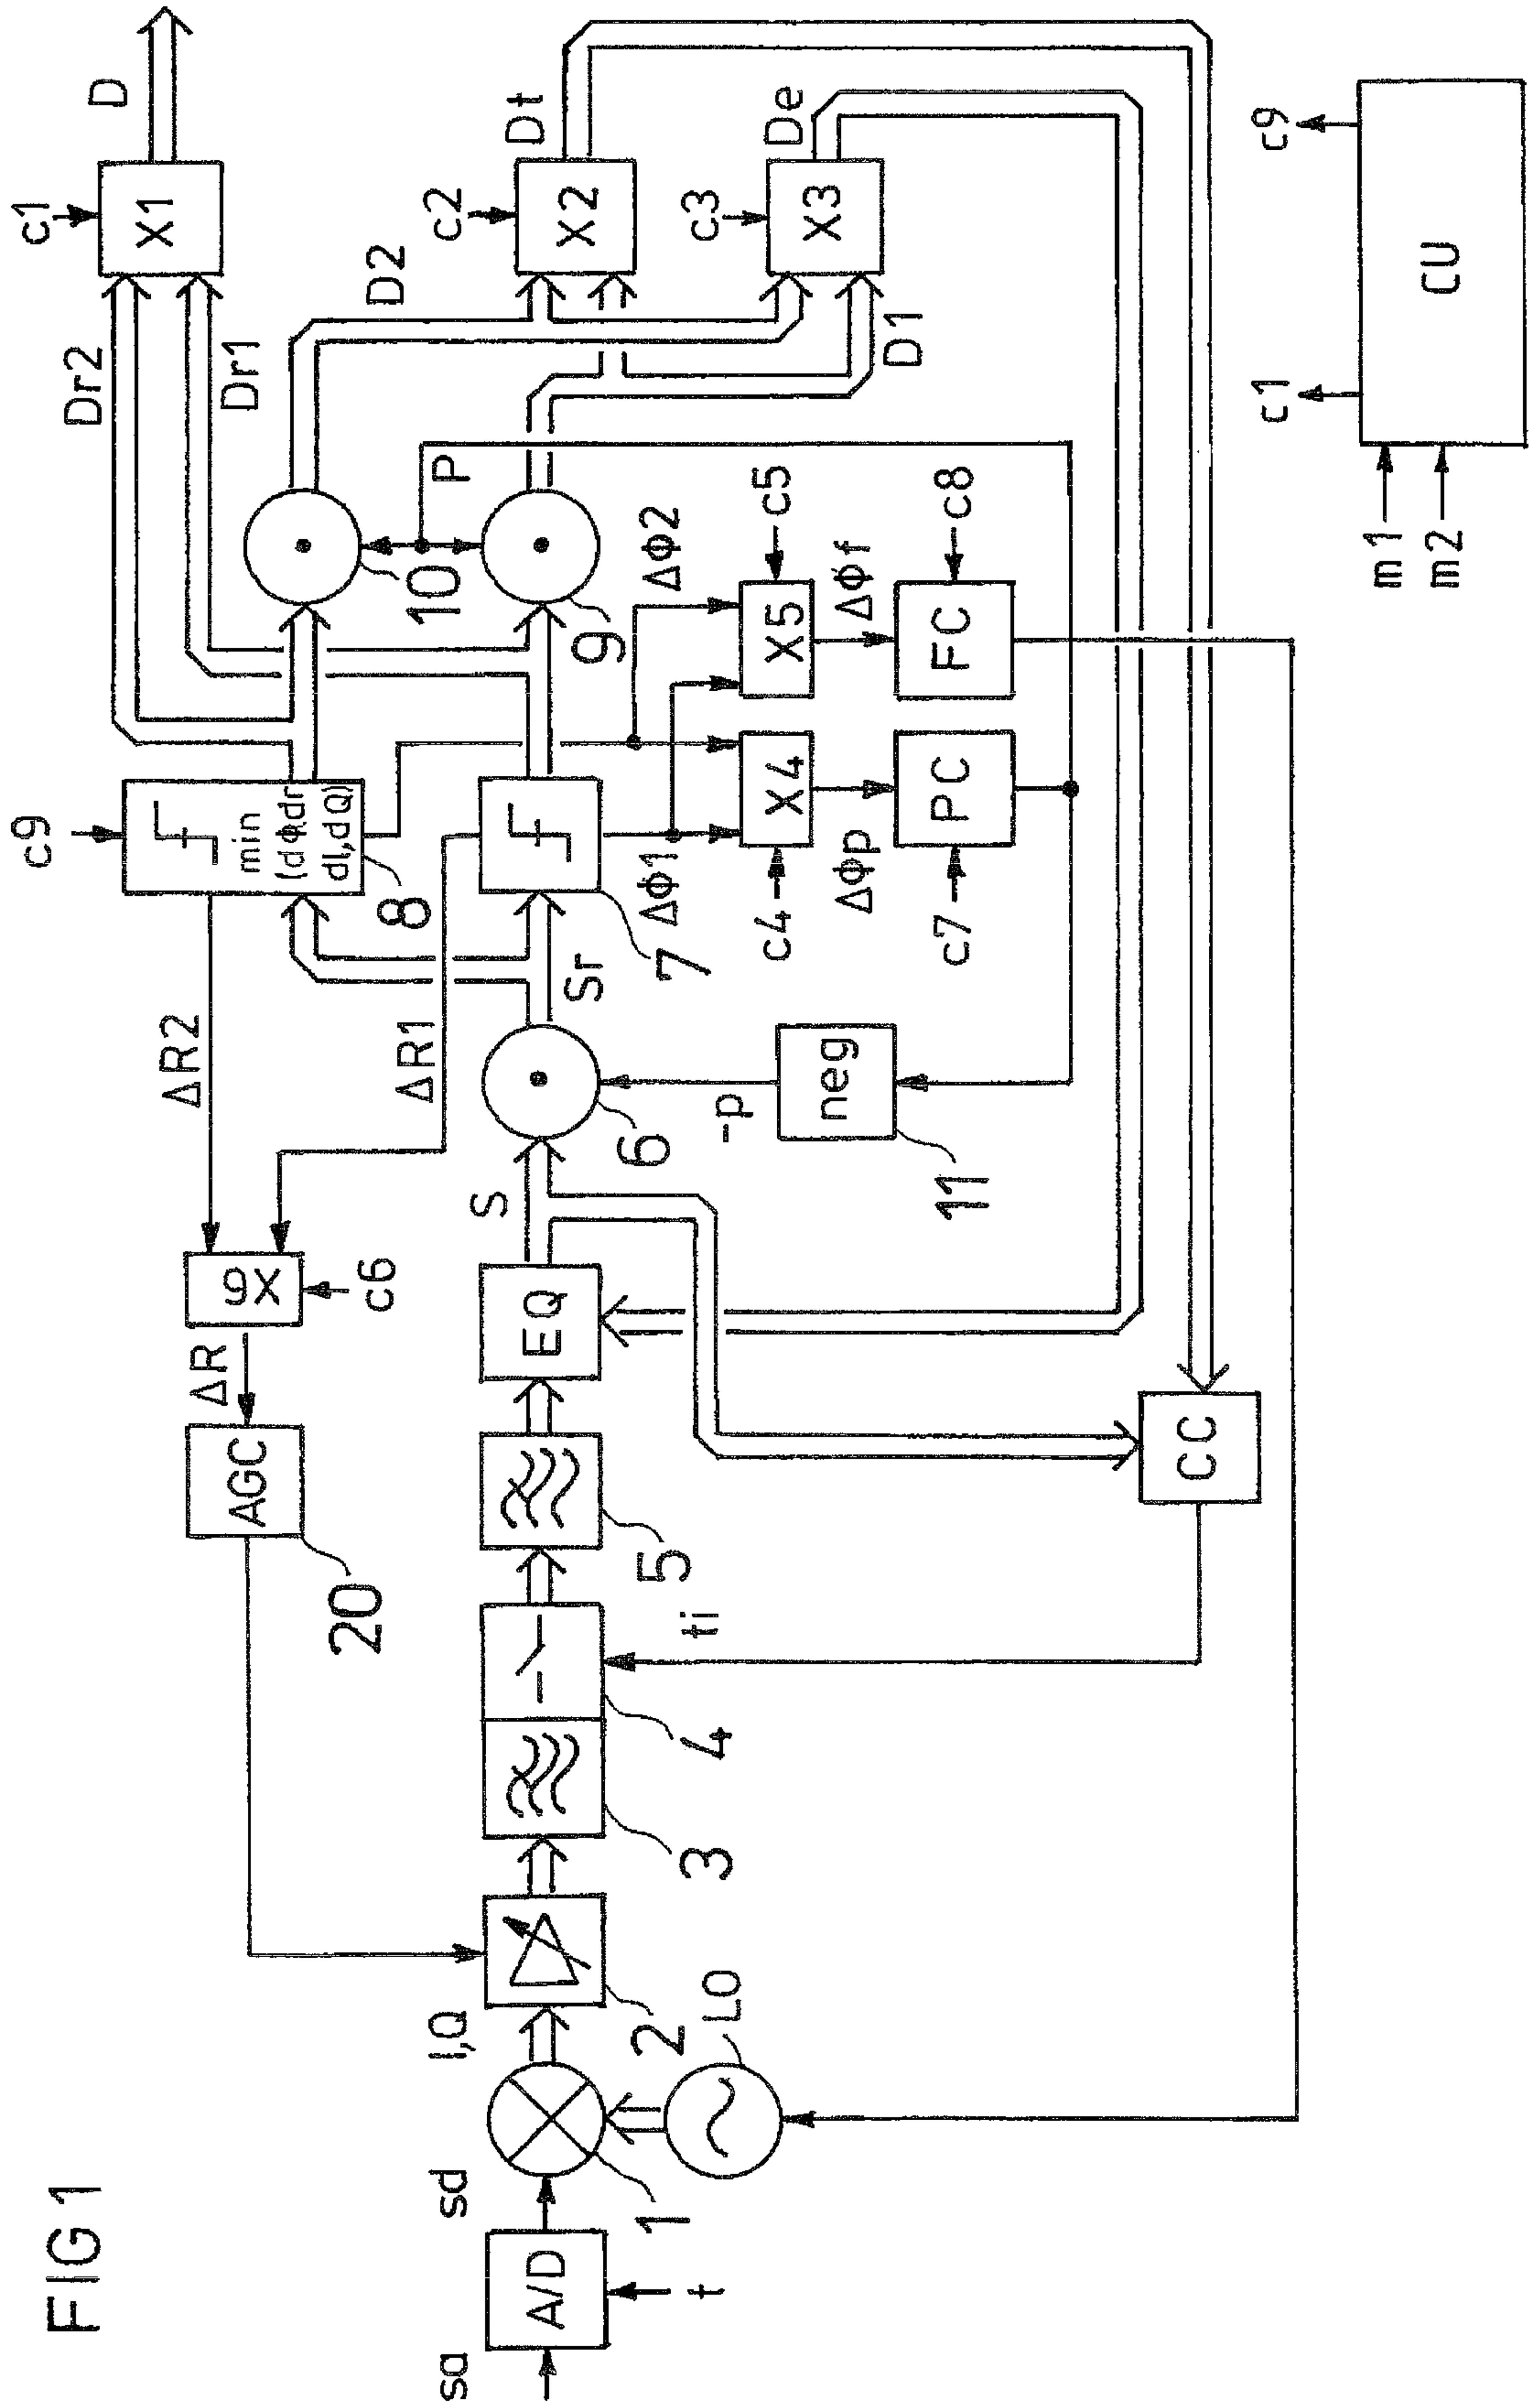 FIG 1
sa
A/D
t
sd
1
LO
I,Q
2
3
4
ti
5
EQ
S
6
-p
neg
11
Sr
7
8
c9
min
(dΦ,dr
dI,dQ)
20
AGC
ΔR
X6
c6
ΔR2
ΔR1
ΔΦ1
ΔΦ2
c4
X4
X5
c5
ΔΦp
ΔΦf
c7
PC
FC
c8
9
10
P
Dr2
Dr1
D2
D1
c1
X1
D
c2
X2
Dt
c3
X3
De
CC
m1
m2
CU
c1
c9